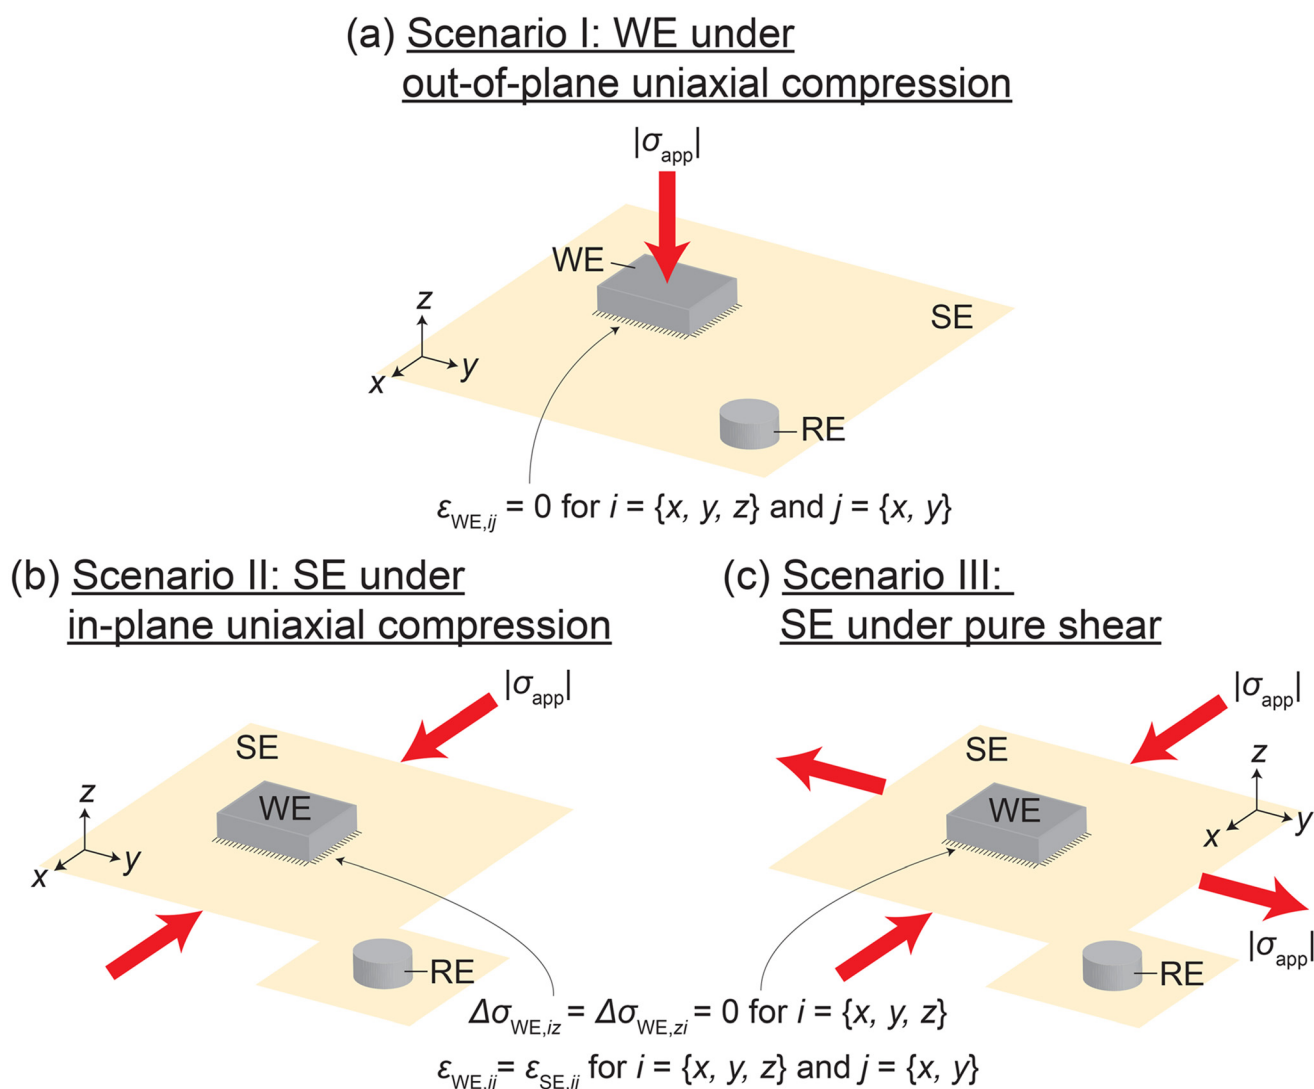 (a) Scenario I: WE under
out-of-plane uniaxial compression
|σapp|
WE
SE
z
x
y
RE
εWE,ij = 0 for i = {x, y, z} and j = {x, y}
(b) Scenario II: SE under
in-plane uniaxial compression
|σapp|
SE
WE
z
x
y
RE
(c) Scenario III:
SE under pure shear
|σapp|
SE
WE
z
x
y
|σapp|
RE
ΔσWE,iz = ΔσWE,zi = 0 for i = {x, y, z}
εWE,ij = εSE,ij for i = {x, y, z} and j = {x, y}